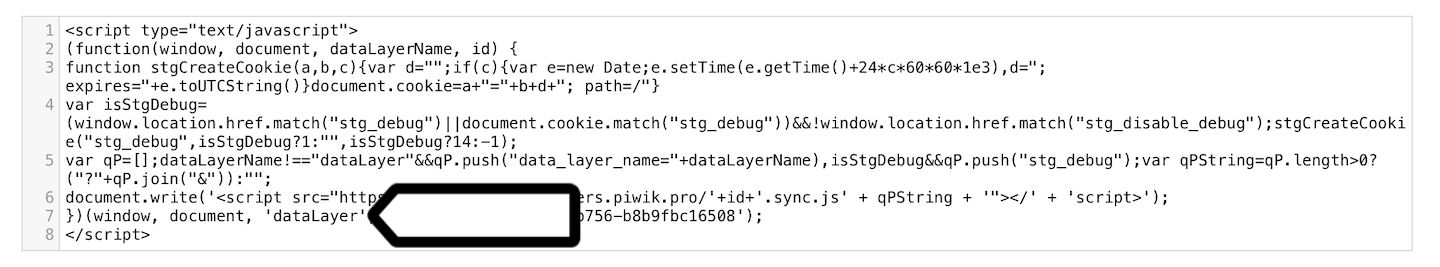 1 <script type="text/javascript">
2 (function(window, document, dataLayerName, id) {
3 function stgCreateCookie(a,b,c){var d="";if(c){var e=new Date;e.setTime(e.getTime()+24*c*60*60*1e3),d=";
expires="+e.toUTCString()}document.cookie=a+"="+b+d+"; path=/"}
4 var isStgDebug=
(window.location.href.match("stg_debug")||document.cookie.match("stg_debug"))&&!window.location.href.match("stg_disable_debug");stgCreateCooki
e("stg_debug",isStgDebug?1:"",isStgDebug?14:-1);
5 var qP=[];dataLayerName!=="dataLayer"&&qP.push("data_layer_name="+dataLayerName),isStgDebug&&qP.push("stg_debug");var qPString=qP.length>0?
("?"+qP.join("&")):"";
6 document.write('<script src="http ers.piwik.pro/'+id+'.sync.js' + qPString + '"></' + 'script>');
7 })(window, document, 'dataLayer' b756-b8b9fbc16508');
8 </script>